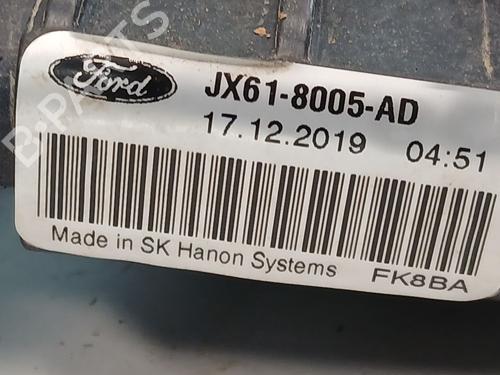 Ford
JX61-8005-AD
17.12.2019 04:51
Made in SK Hanon Systems
FK8BA
B-PARTS